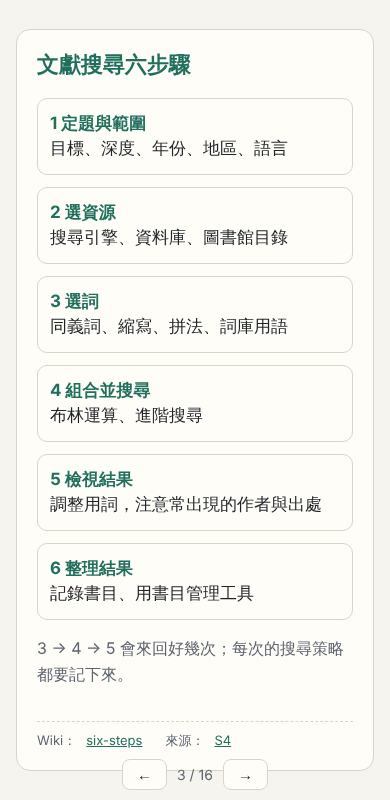 文獻搜尋六步驟
1 定題與範圍
目標、深度、年份、地區、語言
2 選資源
搜尋引擎、資料庫、圖書館目錄
3 選詞
同義詞、縮寫、拼法、詞庫用語
4 組合並搜尋
布林運算、進階搜尋
5 檢視結果
調整用詞，注意常出現的作者與出處
6 整理結果
記錄書目、用書目管理工具
3 → 4 → 5 會來回好幾次；每次的搜尋策略
都要記下來。
Wiki： six-steps 來源： S4
← 3 / 16 →